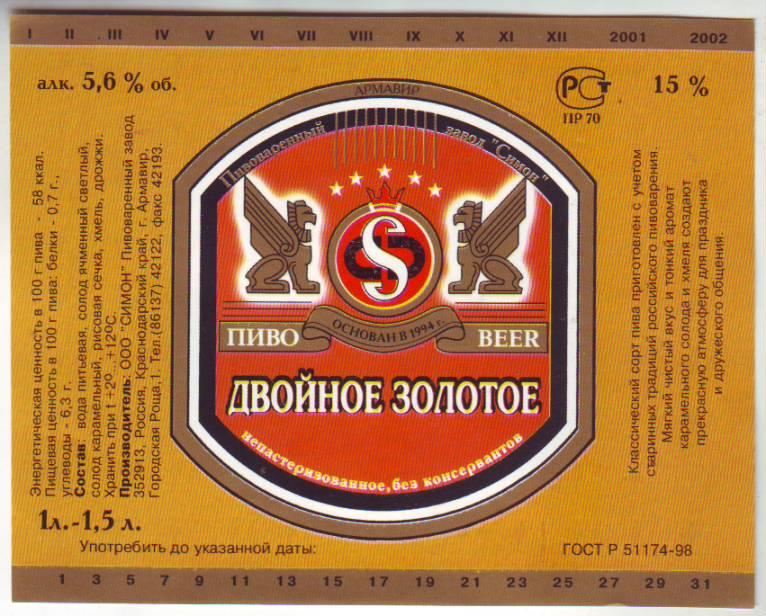 I II III IV V VI VII VIII IX X XI XII 2001 2002
алк. 5,6 % об.
РСТ
ПР 70
15 %
АРМАВИР
Пивоваренный завод "Симон"
S
ОСНОВАН В 1994 г.
ПИВО
BEER
ДВОЙНОЕ ЗОЛОТОЕ
непастеризованное, без консервантов
Энергетическая ценность в 100 г пива - 58 ккал.
Пищевая ценность в 100 г пива: белки - 0,7 г.,
углеводы - 6,3 г.
Состав: вода питьевая, солод ячменный светлый,
солод карамельный, рисовая сечка, хмель, дрожжи.
Хранить при t +2º...+12ºС.
Производитель: ООО "СИМОН" Пивоваренный завод
352913, Россия, Краснодарский край, г. Армавир,
Городская Роща,1. Тел.(86137) 42122, факс 42193.
Классический сорт пива приготовлен с учетом
старинных традиций российского пивоварения.
Мягкий чистый вкус и тонкий аромат
карамельного солода и хмеля создают
прекрасную атмосферу для праздника
и дружеского общения.
1л.-1,5 л.
Употребить до указанной даты:
ГОСТ Р 51174-98
1 3 5 7 9 11 13 15 17 19 21 23 25 27 29 31